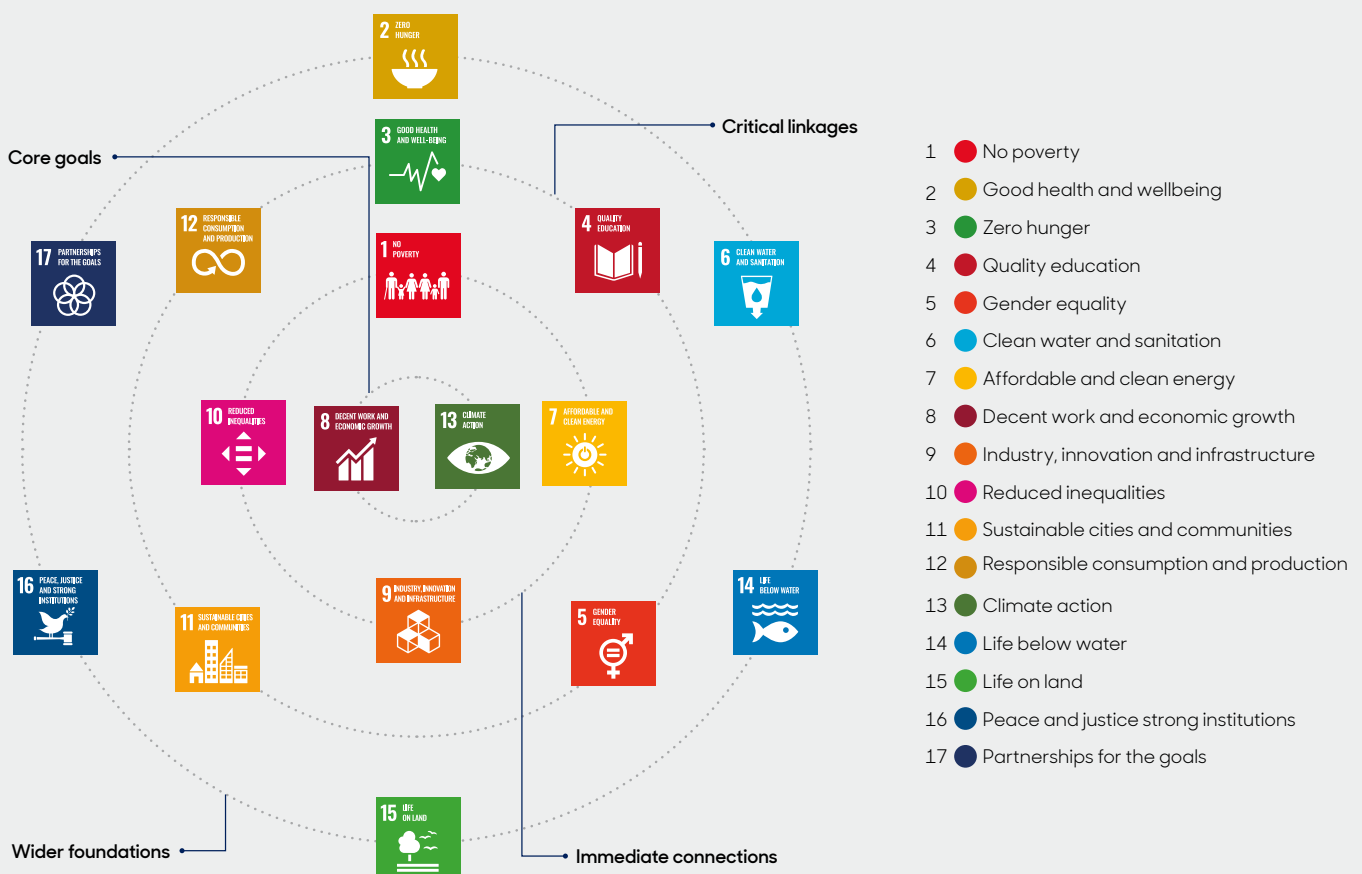 2 ZERO
HUNGER
3 GOOD HEALTH
AND WELL-BEING
Critical linkages
Core goals
12 RESPONSIBLE
CONSUMPTION
AND PRODUCTION
4 QUALITY
EDUCATION
17 PARTNERSHIPS
FOR THE GOALS
1 NO
POVERTY
6 CLEAN WATER
AND SANITATION
10 REDUCED
INEQUALITIES
8 DECENT WORK AND
ECONOMIC GROWTH
13 CLIMATE
ACTION
7 AFFORDABLE AND
CLEAN ENERGY
16 PEACE, JUSTICE
AND STRONG
INSTITUTIONS
11 SUSTAINABLE CITIES
AND COMMUNITIES
9 INDUSTRY, INNOVATION
AND INFRASTRUCTURE
5 GENDER
EQUALITY
14 LIFE
BELOW WATER
15 LIFE
ON LAND
Wider foundations
Immediate connections
1 No poverty
2 Good health and wellbeing
3 Zero hunger
4 Quality education
5 Gender equality
6 Clean water and sanitation
7 Affordable and clean energy
8 Decent work and economic growth
9 Industry, innovation and infrastructure
10 Reduced inequalities
11 Sustainable cities and communities
12 Responsible consumption and production
13 Climate action
14 Life below water
15 Life on land
16 Peace and justice strong institutions
17 Partnerships for the goals